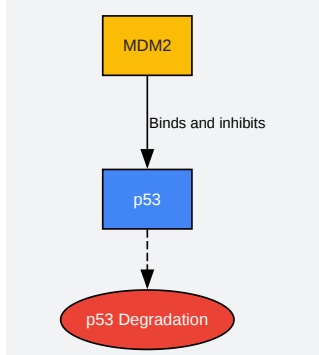 MDM2
Binds and inhibits
p53
p53 Degradation